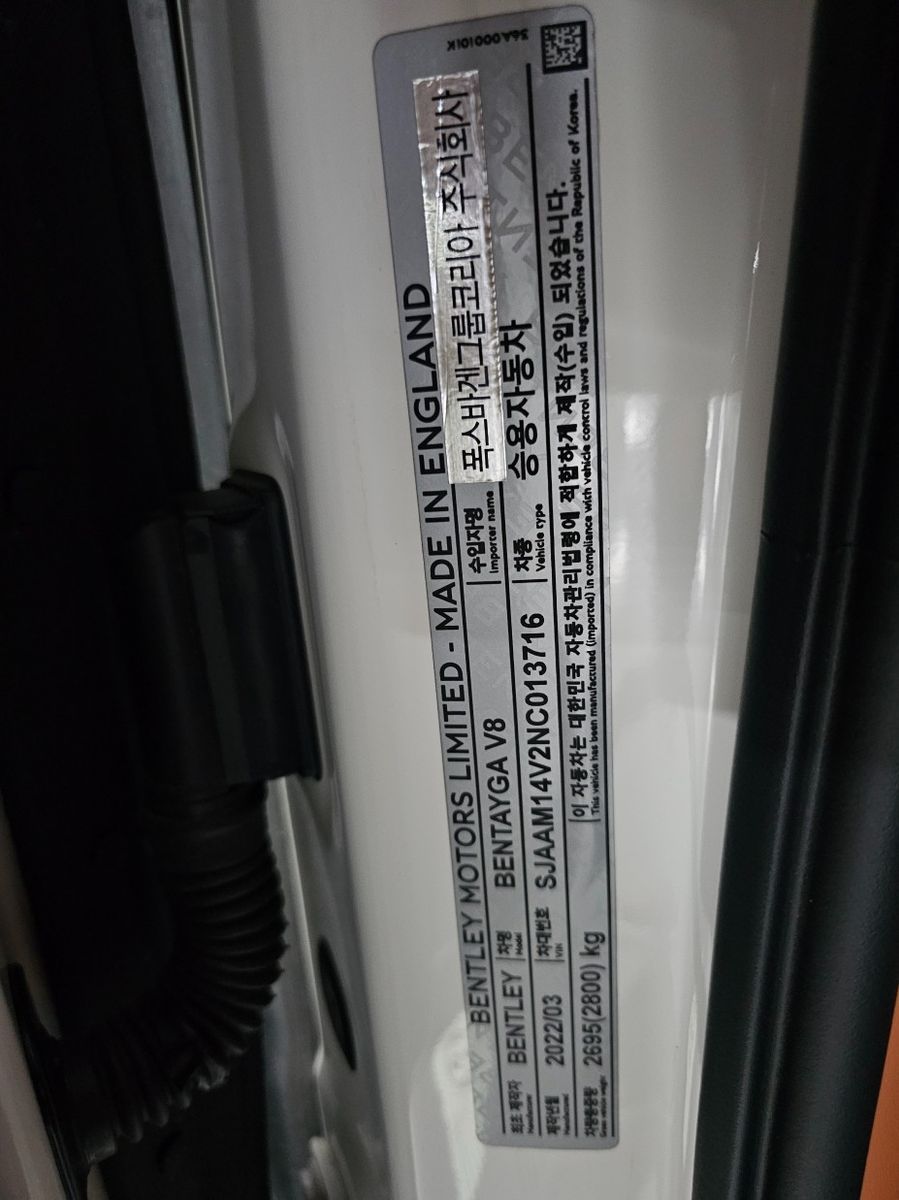 36A000101K
BENTLEY MOTORS LIMITED - MADE IN ENGLAND
최초 제작자 BENTLEY 차명 BENTAYGA V8 수입자명 폭스바겐그룹코리아 주식회사
Manufacturer Model Importer name
제작년월 2022/03 차대번호 SJAAM14V2NC013716 차종 승용자동차
Manufactured VIN Vehicle type
차량총중량 2695(2800) kg 이 자동차는 대한민국 자동차관리법령에 적합하게 제작(수입) 되었습니다.
Gross vehicle weight This vehicle has been manufactured (imported) in compliance with vehicle control laws and regulations of the Republic of Korea.